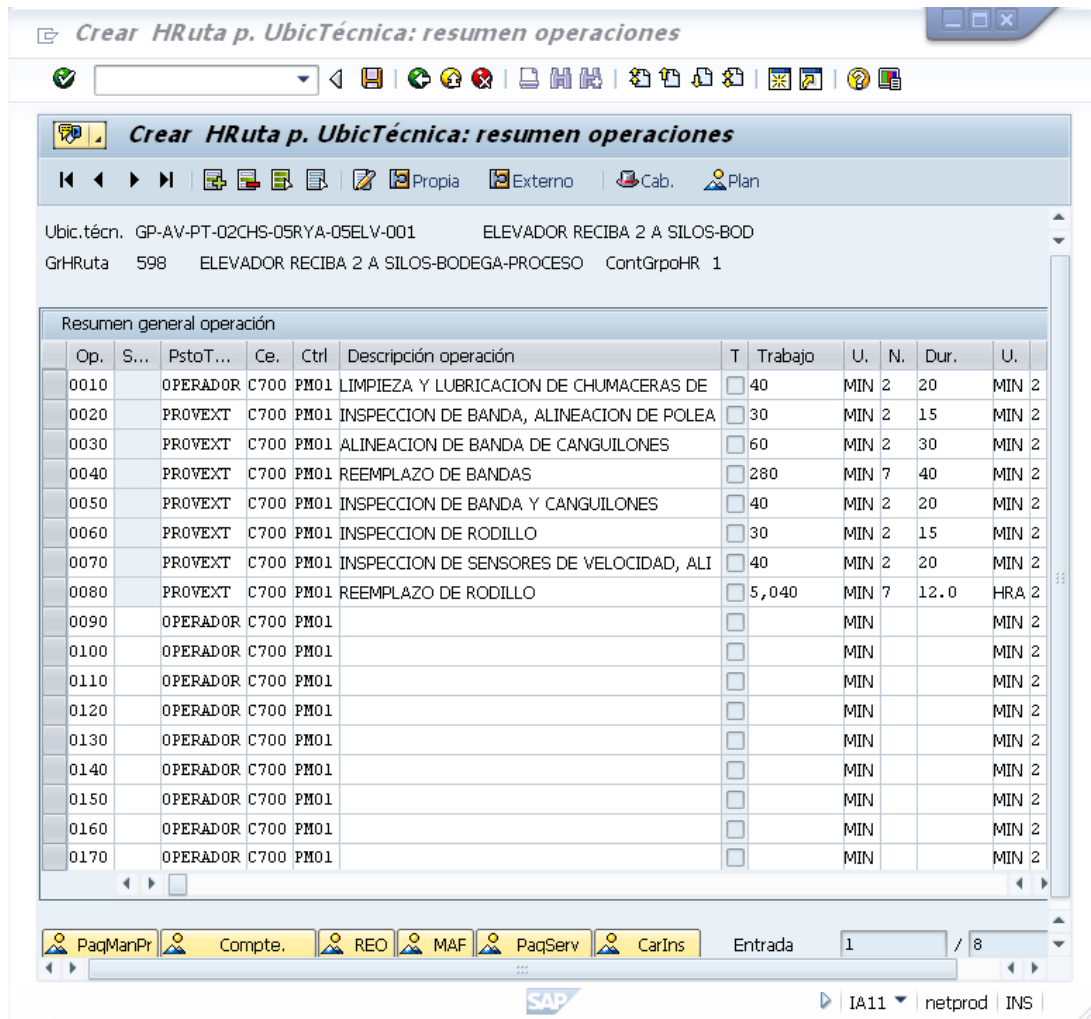 Crear HRuta p. UbicTécnica: resumen operaciones
Crear HRuta p. UbicTécnica: resumen operaciones
Propia Externo Cab. Plan
Ubic.técn. GP-AV-PT-02CHS-05RYA-05ELV-001 ELEVADOR RECIBA 2 A SILOS-BOD
GrHRuta 598 ELEVADOR RECIBA 2 A SILOS-BODEGA-PROCESO ContGrpoHR 1
Resumen general operación
Op. S... PstoT... Ce. Ctrl Descripción operación T Trabajo U. N. Dur. U.
0010 OPERADOR C700 PM01 LIMPIEZA Y LUBRICACION DE CHUMACERAS DE 40 MIN 2 20 MIN 2
0020 PROVEXT C700 PM01 INSPECCION DE BANDA, ALINEACION DE POLEA 30 MIN 2 15 MIN 2
0030 PROVEXT C700 PM01 ALINEACION DE BANDA DE CANGUILONES 60 MIN 2 30 MIN 2
0040 PROVEXT C700 PM01 REEMPLAZO DE BANDAS 280 MIN 7 40 MIN 2
0050 PROVEXT C700 PM01 INSPECCION DE BANDA Y CANGUILONES 40 MIN 2 20 MIN 2
0060 PROVEXT C700 PM01 INSPECCION DE RODILLO 30 MIN 2 15 MIN 2
0070 PROVEXT C700 PM01 INSPECCION DE SENSORES DE VELOCIDAD, ALI 40 MIN 2 20 MIN 2
0080 PROVEXT C700 PM01 REEMPLAZO DE RODILLO 5,040 MIN 7 12.0 HRA 2
0090 OPERADOR C700 PM01 MIN MIN 2
0100 OPERADOR C700 PM01 MIN MIN 2
0110 OPERADOR C700 PM01 MIN MIN 2
0120 OPERADOR C700 PM01 MIN MIN 2
0130 OPERADOR C700 PM01 MIN MIN 2
0140 OPERADOR C700 PM01 MIN MIN 2
0150 OPERADOR C700 PM01 MIN MIN 2
0160 OPERADOR C700 PM01 MIN MIN 2
0170 OPERADOR C700 PM01 MIN MIN 2
PaqManPr Compte. REO MAF PaqServ CarIns Entrada 1 / 8
SAP IA11 netprod INS